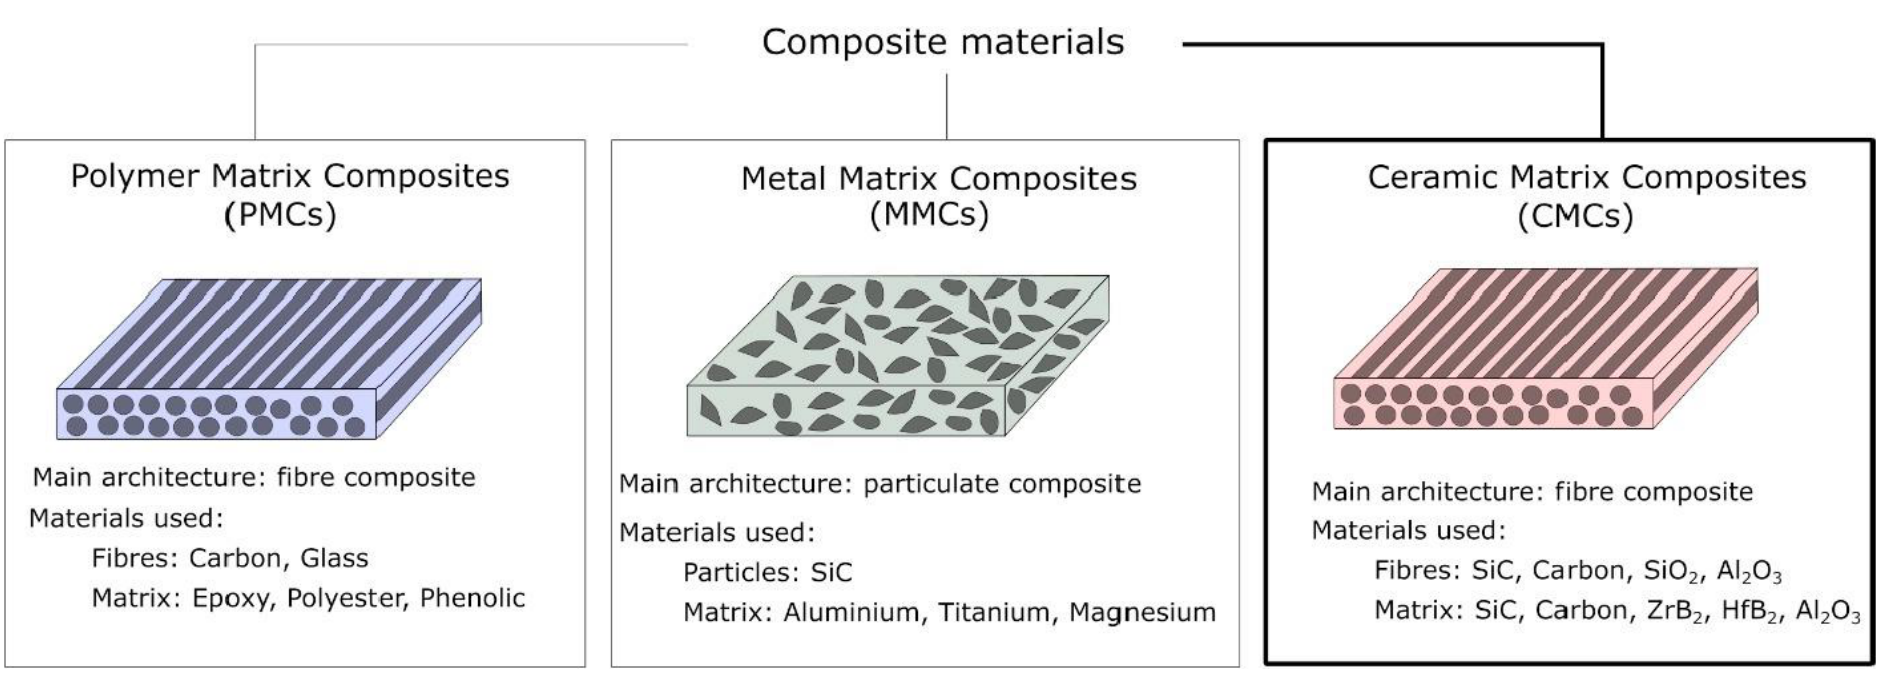 Composite materials
Polymer Matrix Composites
(PMCs)
Main architecture: fibre composite
Materials used:
Fibres: Carbon, Glass
Matrix: Epoxy, Polyester, Phenolic
Metal Matrix Composites
(MMCs)
Main architecture: particulate composite
Materials used:
Particles: SiC
Matrix: Aluminium, Titanium, Magnesium
Ceramic Matrix Composites
(CMCs)
Main architecture: fibre composite
Materials used:
Fibres: SiC, Carbon, SiO₂, Al₂O₃
Matrix: SiC, Carbon, ZrB₂, HfB₂, Al₂O₃